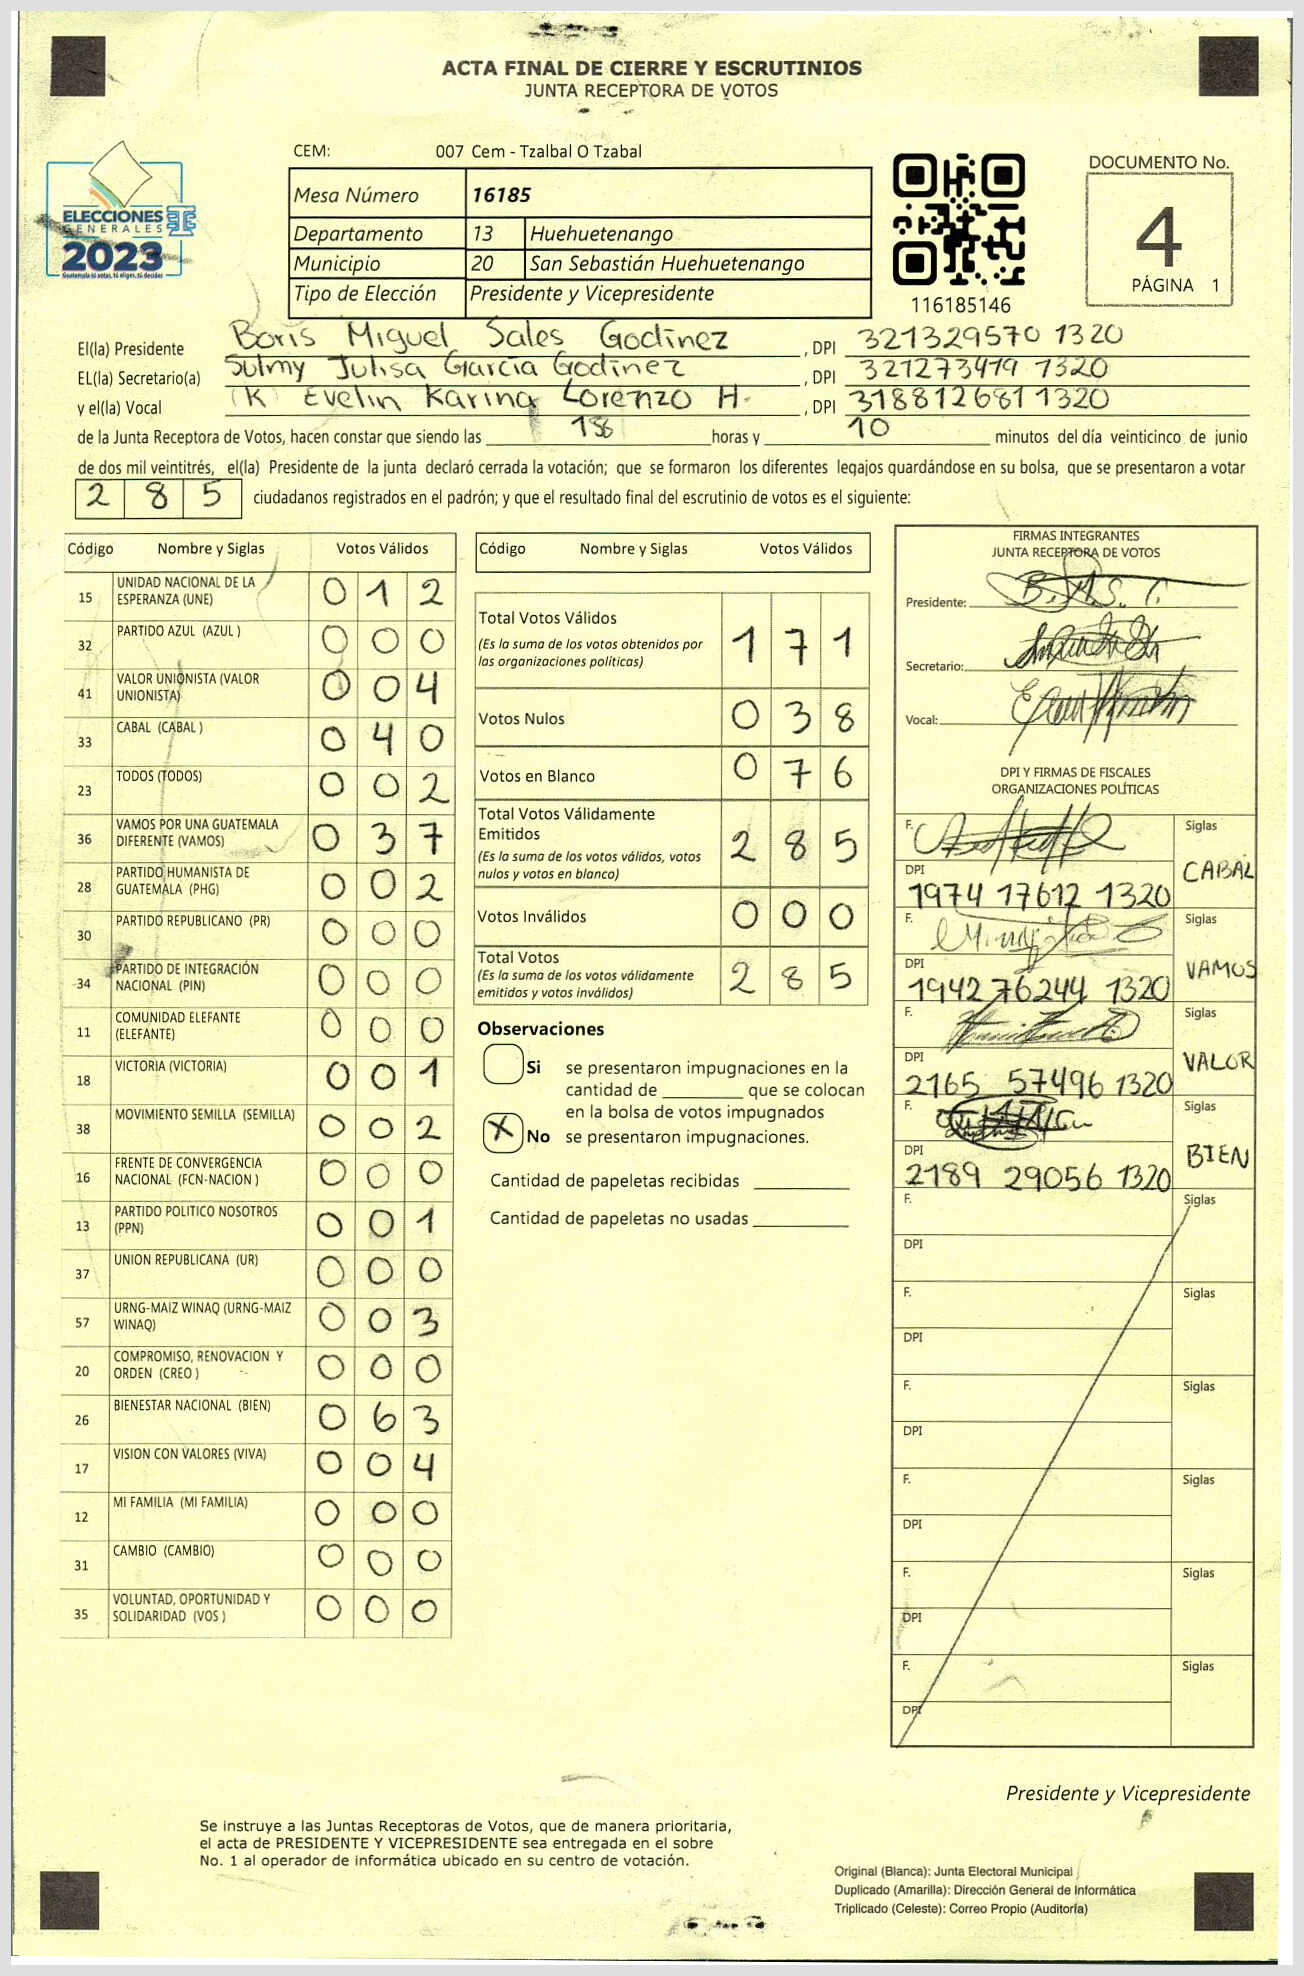 ACTA FINAL DE CIERRE Y ESCRUTINIOS
JUNTA RECEPTORA DE VOTOS
ELECCIONES
GENERALES
2023
Guatemala tú votas, tú eliges, tú decides
CEM: 007 Cem - Tzalbal O Tzabal
Mesa Número 16185
Departamento 13 Huehuetenango
Municipio 20 San Sebastián Huehuetenango
Tipo de Elección Presidente y Vicepresidente
116185146
DOCUMENTO No.
4
PÁGINA 1
El(la) Presidente Boris Miguel Sales Godinez , DPI 321329570 1320
EL(la) Secretario(a) Sulmy Julisa García Godinez , DPI 321273419 1320
y el(la) Vocal (K) Evelin Karina Lorenzo H. , DPI 318812681 1320
de la Junta Receptora de Votos, hacen constar que siendo las 18 horas y 10 minutos del día veinticinco de junio
de dos mil veintitrés, el(la) Presidente de la junta declaró cerrada la votación; que se formaron los diferentes legajos quardándose en su bolsa, que se presentaron a votar
2 8 5 ciudadanos registrados en el padrón; y que el resultado final del escrutinio de votos es el siguiente:
Código Nombre y Siglas Votos Válidos
15 UNIDAD NACIONAL DE LA ESPERANZA (UNE) 0 1 2
32 PARTIDO AZUL (AZUL ) 0 0 0
41 VALOR UNIONISTA (VALOR UNIONISTA) 0 0 4
33 CABAL (CABAL ) 0 4 0
23 TODOS (TODOS) 0 0 2
36 VAMOS POR UNA GUATEMALA DIFERENTE (VAMOS) 0 3 7
28 PARTIDO HUMANISTA DE GUATEMALA (PHG) 0 0 2
30 PARTIDO REPUBLICANO (PR) 0 0 0
34 PARTIDO DE INTEGRACIÓN NACIONAL (PIN) 0 0 0
11 COMUNIDAD ELEFANTE (ELEFANTE) 0 0 0
18 VICTORIA (VICTORIA) 0 0 1
38 MOVIMIENTO SEMILLA (SEMILLA) 0 0 2
16 FRENTE DE CONVERGENCIA NACIONAL (FCN-NACION ) 0 0 0
13 PARTIDO POLITICO NOSOTROS (PPN) 0 0 1
37 UNION REPUBLICANA (UR) 0 0 0
57 URNG-MAIZ WINAQ (URNG-MAIZ WINAQ) 0 0 3
20 COMPROMISO, RENOVACION Y ORDEN (CREO ) 0 0 0
26 BIENESTAR NACIONAL (BIEN) 0 6 3
17 VISION CON VALORES (VIVA) 0 0 4
12 MI FAMILIA (MI FAMILIA) 0 0 0
31 CAMBIO (CAMBIO) 0 0 0
35 VOLUNTAD, OPORTUNIDAD Y SOLIDARIDAD (VOS ) 0 0 0
Código Nombre y Siglas Votos Válidos
Total Votos Válidos 1 7 1
(Es la suma de los votos obtenidos por
las organizaciones políticas)
Votos Nulos 0 3 8
Votos en Blanco 0 7 6
Total Votos Válidamente
Emitidos 2 8 5
(Es la suma de los votos válidos, votos
nulos y votos en blanco)
Votos Inválidos 0 0 0
Total Votos 2 8 5
(Es la suma de los votos válidamente
emitidos y votos inválidos)
Observaciones
Si se presentaron impugnaciones en la
cantidad de ________ que se colocan
en la bolsa de votos impugnados
X No se presentaron impugnaciones.
Cantidad de papeletas recibidas
Cantidad de papeletas no usadas
FIRMAS INTEGRANTES
JUNTA RECEPTORA DE VOTOS
Presidente: B.M.S.
Secretario:
Vocal:
DPI Y FIRMAS DE FISCALES
ORGANIZACIONES POLÍTICAS
F. Siglas
CABAL
DPI
1974 17612 1320
F. Siglas
VAMOS
DPI
1942 76244 1320
F. Siglas
VALOR
DPI
2165 57496 1320
F. Siglas
BIEN
DPI
2189 29056 1320
F. Siglas
DPI
F. Siglas
DPI
F. Siglas
DPI
F. Siglas
DPI
F. Siglas
DPI
F. Siglas
DPI
Presidente y Vicepresidente
Se instruye a las Juntas Receptoras de Votos, que de manera prioritaria,
el acta de PRESIDENTE Y VICEPRESIDENTE sea entregada en el sobre
No. 1 al operador de informática ubicado en su centro de votación.
Original (Blanca): Junta Electoral Municipal
Duplicado (Amarilla): Dirección General de Informática
Triplicado (Celeste): Correo Propio (Auditoría)